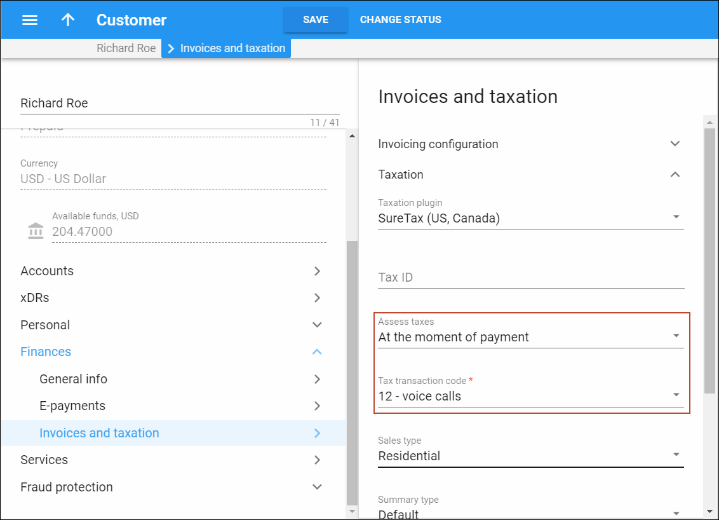 Customer SAVE CHANGE STATUS
Richard Roe Invoices and taxation
Richard Roe
11 / 41
Prepaid
Currency
USD - US Dollar
Available funds, USD
204.47000
Accounts
xDRs
Personal
Finances
General info
E-payments
Invoices and taxation
Services
Fraud protection
Invoices and taxation
Invoicing configuration
Taxation
Taxation plugin
SureTax (US, Canada)
Tax ID
Assess taxes
At the moment of payment
Tax transaction code *
12 - voice calls
Sales type
Residential
Summary type
Default